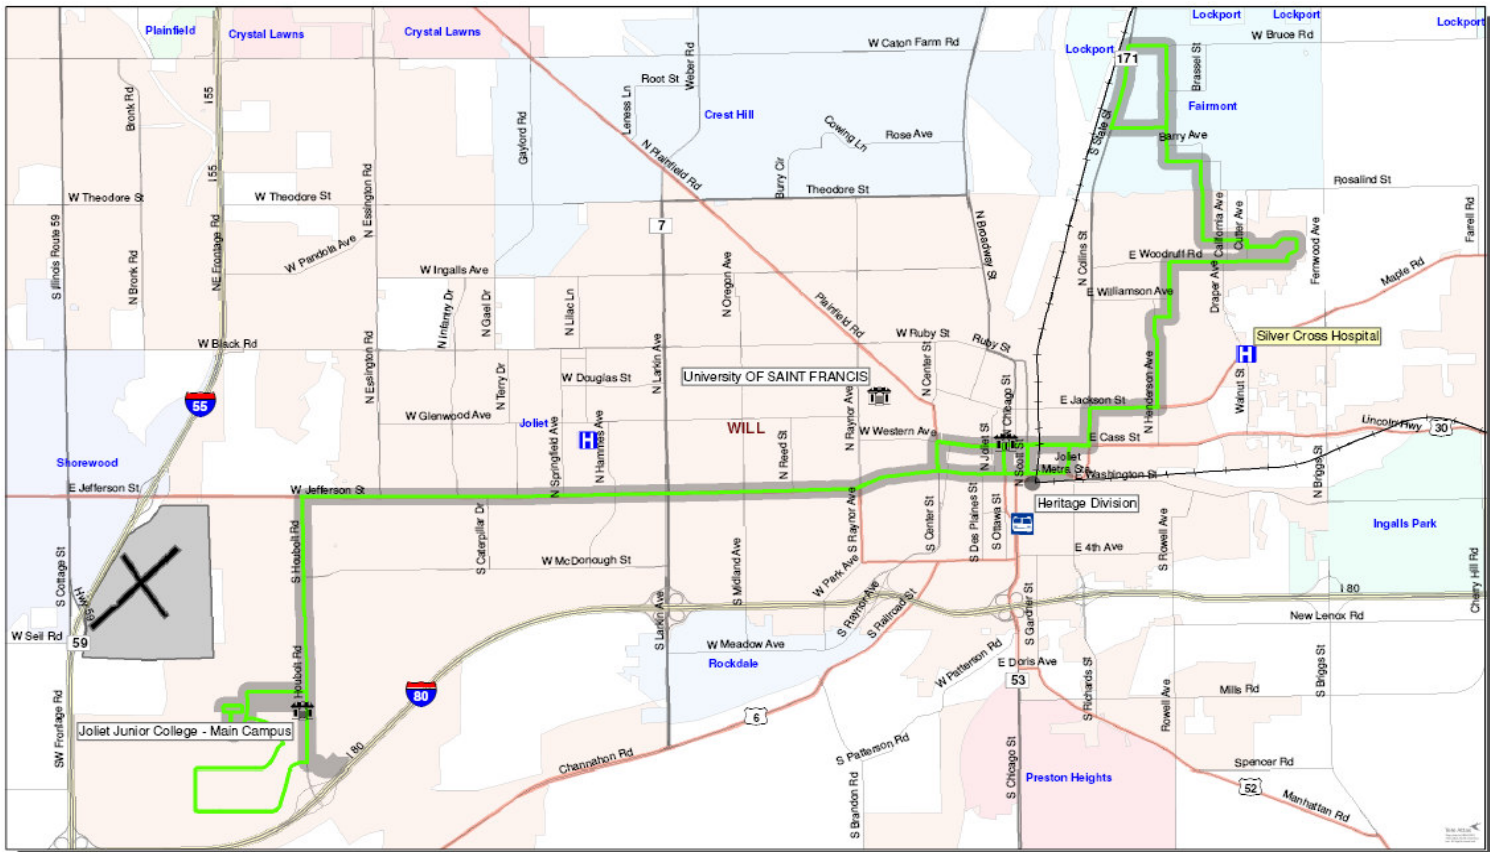 Plainfield
Crystal Lawns
Crystal Lawns
Lockport
Lockport
Lockport
W Bruce Rd
W Caton Farm Rd
Lockport
171
Brassel St
Weber Rd
Root St
Leness Ln
I 55
Bronk Rd
Gaylord Rd
Crest Hill
Fairmont
Cowing Ln
Rose Ave
S State St
Barry Ave
N Plainfield Rd
Burry Cir
I 55
N Essington Rd
Theodore St
Rosalind St
W Theodore St
W Theodore St
S Illinois Route 59
NE Frontage Rd
7
N Broadway St
California Ave
Cutter Ave
Fernwood Ave
Farrell Rd
W Pandola Ave
N Bronk Rd
W Ingalls Ave
N Collins St
E Woodruff Rd
Draper Ave
Maple Rd
N Oregon Ave
E Williamson Ave
N Infantry Dr
N Gael Dr
N Lilac Ln
Plainfield Rd
W Ruby St
Ruby St
Silver Cross Hospital
H
W Black Rd
N Essington Rd
N Larkin Ave
N Center St
University OF SAINT FRANCIS
N Terry Dr
W Douglas St
N Chicago St
N Henderson Ave
Walnut St
55
W Glenwood Ave
N Raynor Ave
E Jackson St
Joliet
H
N Hammes Ave
N Springfield Ave
WILL
N Reed St
W Western Ave
N Joliet St
N Scott St
E Cass St
Lincoln Hwy
30
Joliet
Metra Sta
E Washington St
N Briggs St
Shorewood
E Jefferson St
W Jefferson St
Heritage Division
Ingalls Park
S Raynor Ave
S Center St
S Des Plaines St
S Ottawa St
S Rowell Ave
S Caterpillar Dr
S Houbolt Rd
W McDonough St
E 4th Ave
S Cottage St
S Midland Ave
W Park Ave
Hwy 59
S Larkin Ave
S Raynor Ave
S Railroad St
S Gardner St
I 80
Cherry Hill Rd
New Lenox Rd
W Seil Rd
59
W Meadow Ave
Rockdale
W Patterson Rd
E Doris Ave
53
S Richards St
Rowell Ave
Mills Rd
S Briggs St
Houbolt Rd
80
SW Frontage Rd
6
Joliet Junior College - Main Campus
I 80
Channahon Rd
S Patterson Rd
S Brandon Rd
S Chicago St
Preston Heights
Spencer Rd
52
Manhattan Rd